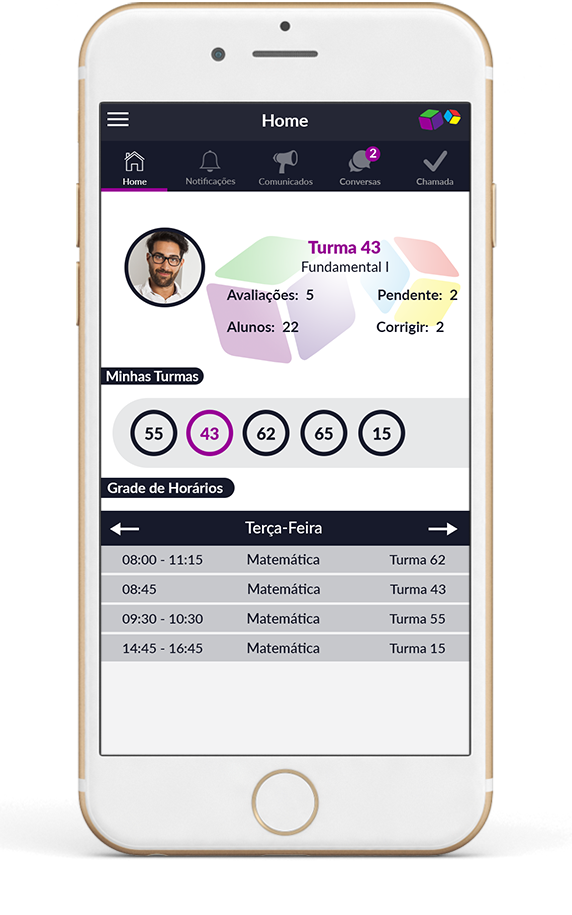 Home
2
Home Notificações Comunicados Conversas Chamada
Turma 43
Fundamental I
Avaliações: 5 Pendente: 2
Alunos: 22 Corrigir: 2
Minhas Turmas
55 43 62 65 15
Grade de Horários
Terça-Feira
08:00 - 11:15 Matemática Turma 62
08:45 Matemática Turma 43
09:30 - 10:30 Matemática Turma 55
14:45 - 16:45 Matemática Turma 15